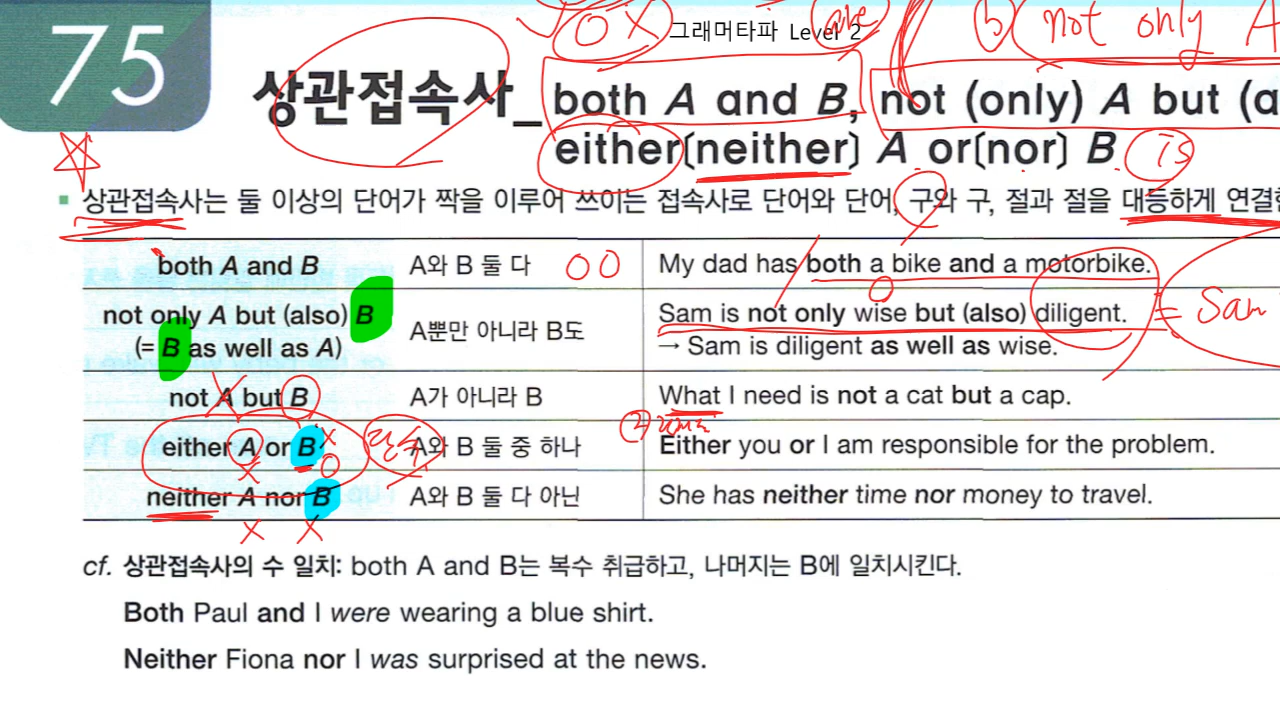 그래머타파 Level 2
b not only A
75
상관접속사_both A and B, not (only) A but (a
either(neither) A or(nor) B is
상관접속사는 둘 이상의 단어가 짝을 이루어 쓰이는 접속사로 단어와 단어, 구와 구, 절과 절을 대등하게 연결한
both A and B A와 B 둘 다 My dad has both a bike and a motorbike.
not only A but (also) B A뿐만 아니라 B도 Sam is not only wise but (also) diligent. = Sam
(= B as well as A) → Sam is diligent as well as wise.
not A but B A가 아니라 B What I need is not a cat but a cap.
either A or B A와 B 둘 중 하나 Either you or I am responsible for the problem.
neither A nor B A와 B 둘 다 아닌 She has neither time nor money to travel.
cf. 상관접속사의 수 일치: both A and B는 복수 취급하고, 나머지는 B에 일치시킨다.
Both Paul and I were wearing a blue shirt.
Neither Fiona nor I was surprised at the news.